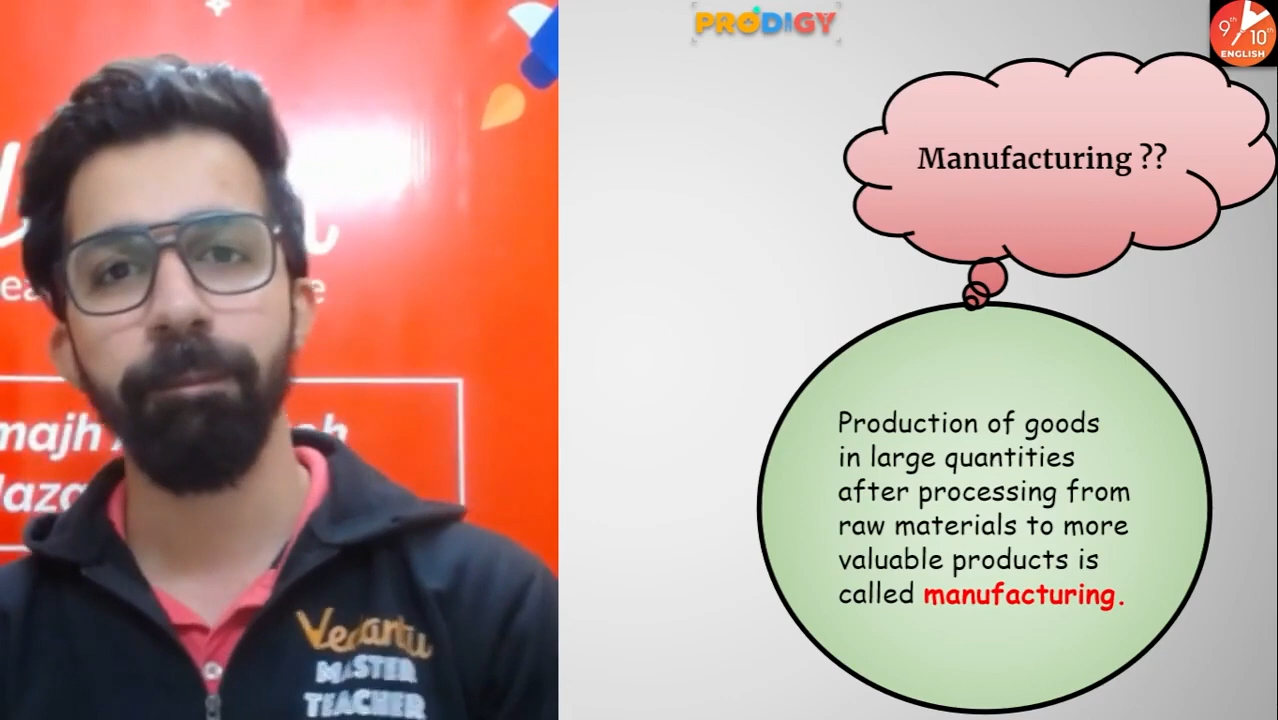 PRODIGY
9th
10th
ENGLISH
Manufacturing ??
Production of goods
in large quantities
after processing from
raw materials to more
valuable products is
called manufacturing.
Vedantu
MASTER
TEACHER